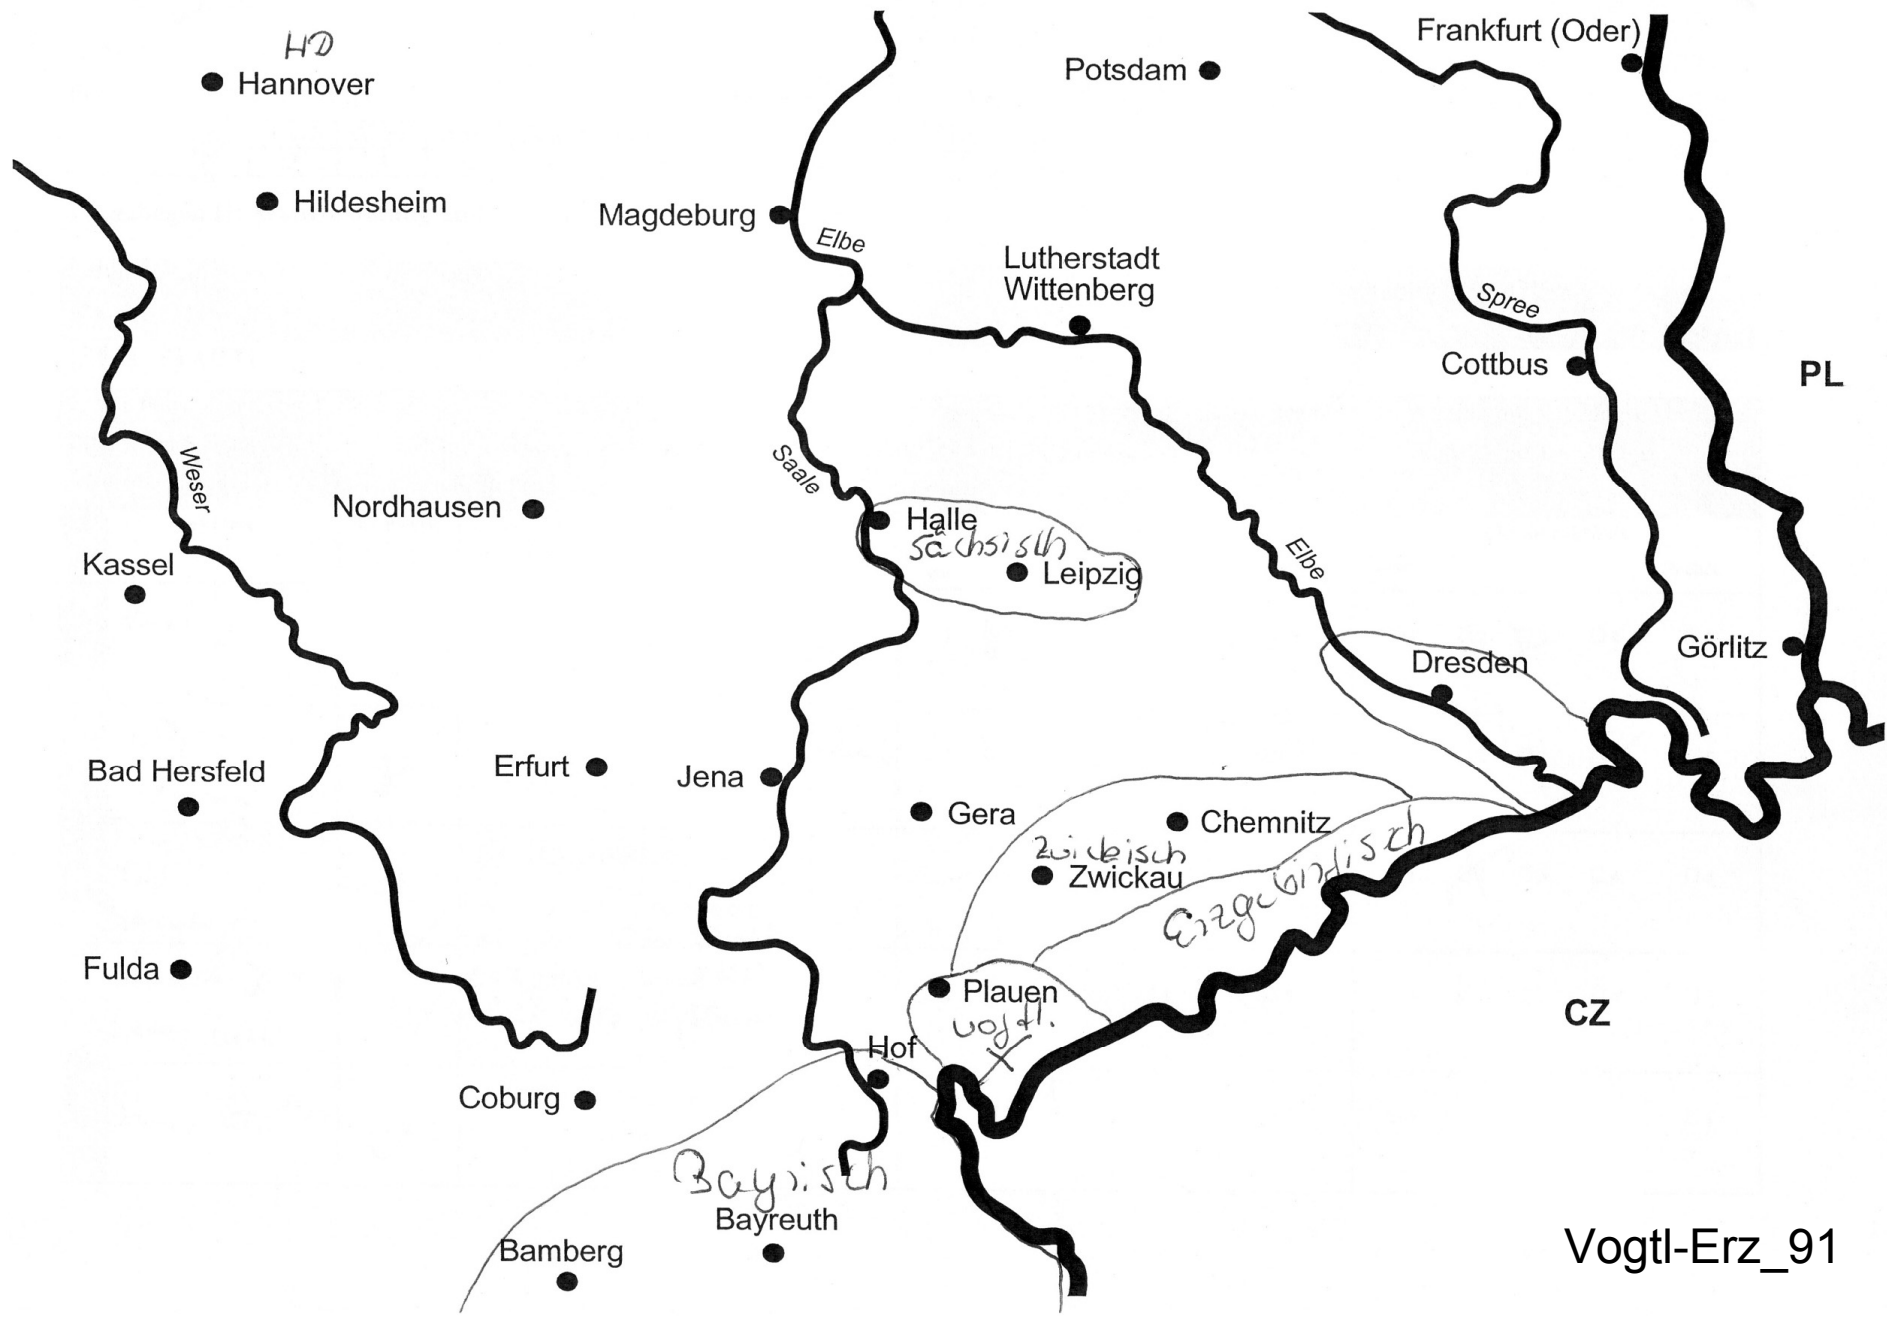 HD
Hannover
Frankfurt (Oder)
Potsdam
Hildesheim
Magdeburg
Elbe
Lutherstadt
Wittenberg
Spree
Cottbus
PL
Weser
Saale
Nordhausen
Halle
sächsisch
Leipzig
Elbe
Kassel
Görlitz
Dresden
Bad Hersfeld
Erfurt
Jena
Gera
Chemnitz
Zwickisch
Zwickau
Fulda
Plauen
CZ
Hof
Coburg
Bayrisch
Bayreuth
Bamberg
Vogtl-Erz_91